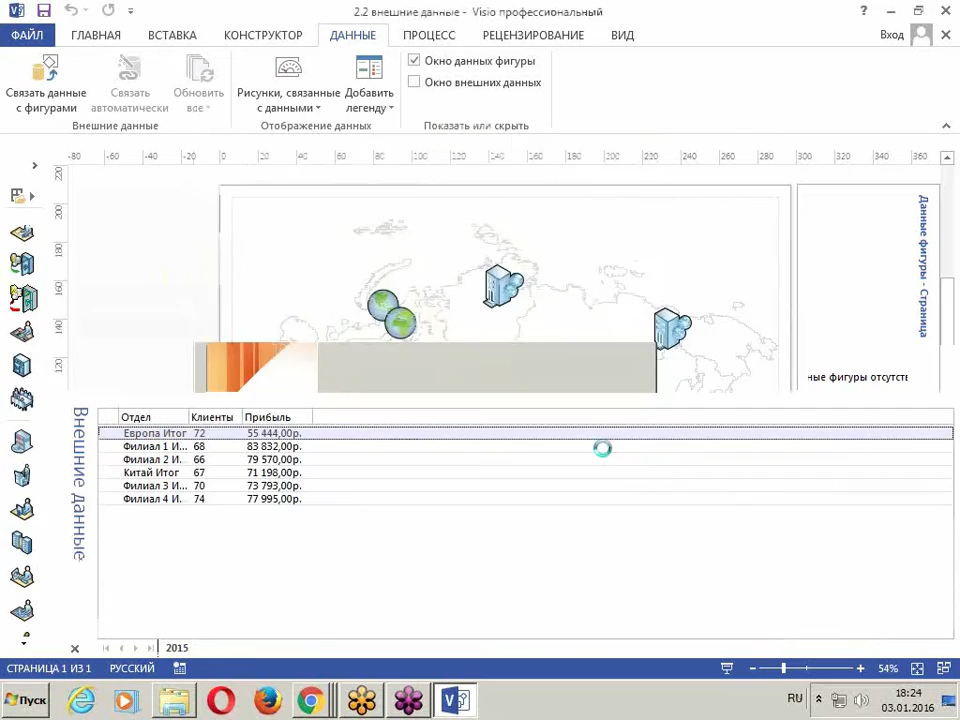 2.2 внешние данные - Visio профессиональный
ФАЙЛ ГЛАВНАЯ ВСТАВКА КОНСТРУКТОР ДАННЫЕ ПРОЦЕСС РЕЦЕНЗИРОВАНИЕ ВИД Вход
Связать данные с фигурами
Связать автоматически
Обновить все
Рисунки, связанные с данными
Добавить легенду
Окно данных фигуры
Окно внешних данных
Внешние данные Отображение данных Показать или скрыть
-80 -60 -40 -20 0 20 40 60 80 100 120 140 160 180 200 220 240 260 280 300 320 340 360
220
200
180
160
140
120
Данные фигуры - Страница
ные фигуры отсутст
Внешние данные
Отдел Клиенты Прибыль
Европа Итог 72 55 444,00р.
Филиал 1 И... 68 83 832,00р.
Филиал 2 И... 66 79 570,00р.
Китай Итог 67 71 198,00р.
Филиал 3 И... 70 73 793,00р.
Филиал 4 И. 74 77 995,00р.
2015
СТРАНИЦА 1 ИЗ 1 РУССКИЙ 54%
Пуск RU 18:24
03.01.2016